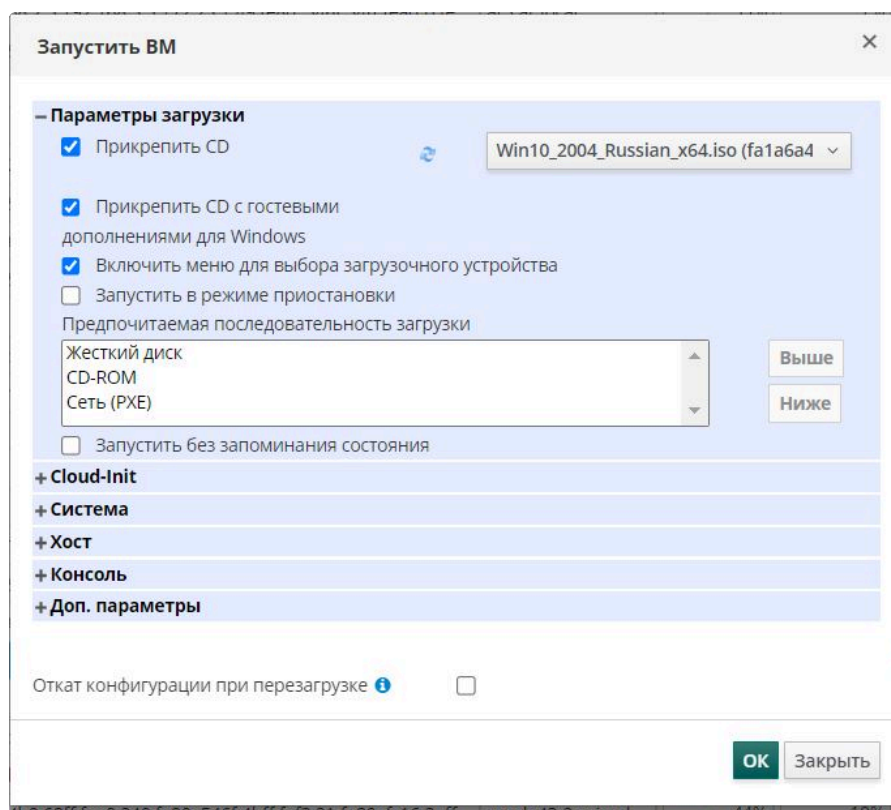 Запустить ВМ
Параметры загрузки
Прикрепить CD
Win10_2004_Russian_x64.iso (fa1a6a4
Прикрепить CD с гостевыми
дополнениями для Windows
Включить меню для выбора загрузочного устройства
Запустить в режиме приостановки
Предпочитаемая последовательность загрузки
Жесткий диск
CD-ROM
Сеть (PXE)
Выше
Ниже
Запустить без запоминания состояния
Cloud-Init
Система
Хост
Консоль
Доп. параметры
Откат конфигурации при перезагрузке
ОК
Закрыть